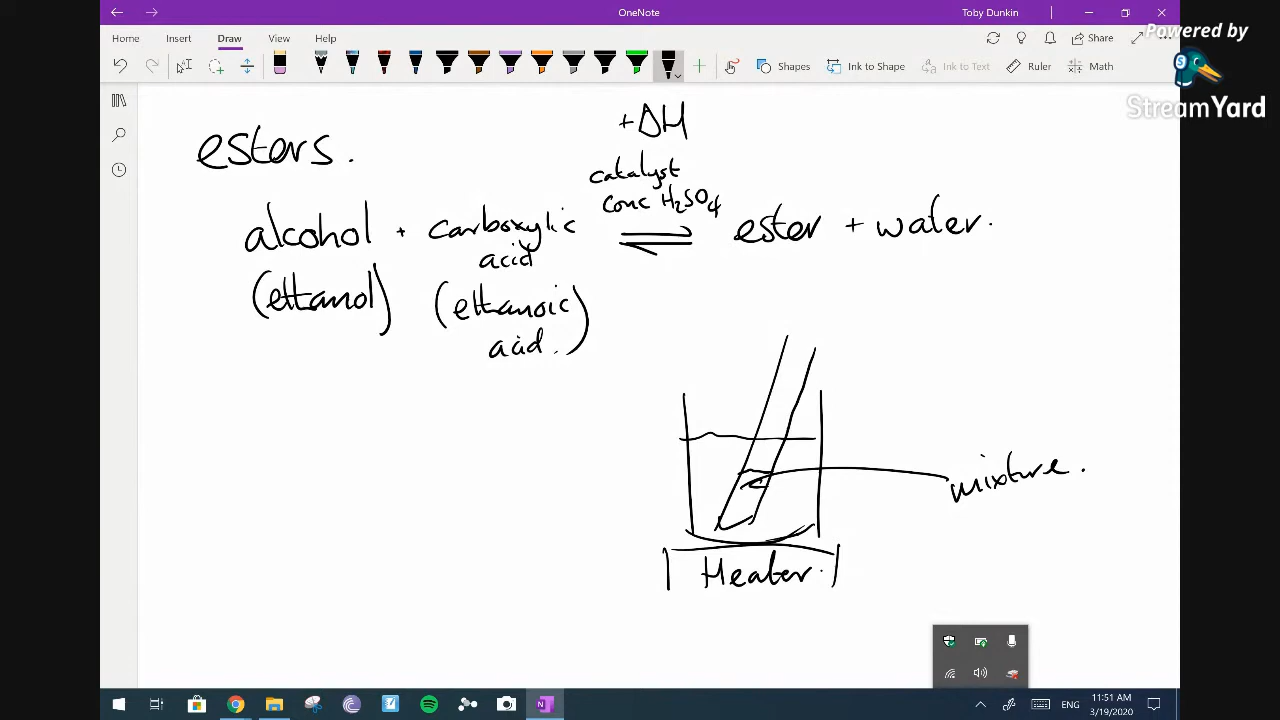 OneNote
Toby Dunkin
Powered by
StreamYard
Home Insert Draw View Help
Share
Shapes Ink to Shape Ink to Text Ruler Math
esters.
+ΔH
catalyst
conc H₂SO₄
alcohol + carboxylic acid ⇌ ester + water.
(ethanol) (ethanoic acid.)
mixture.
Heater.
ENG
11:51 AM
3/19/2020